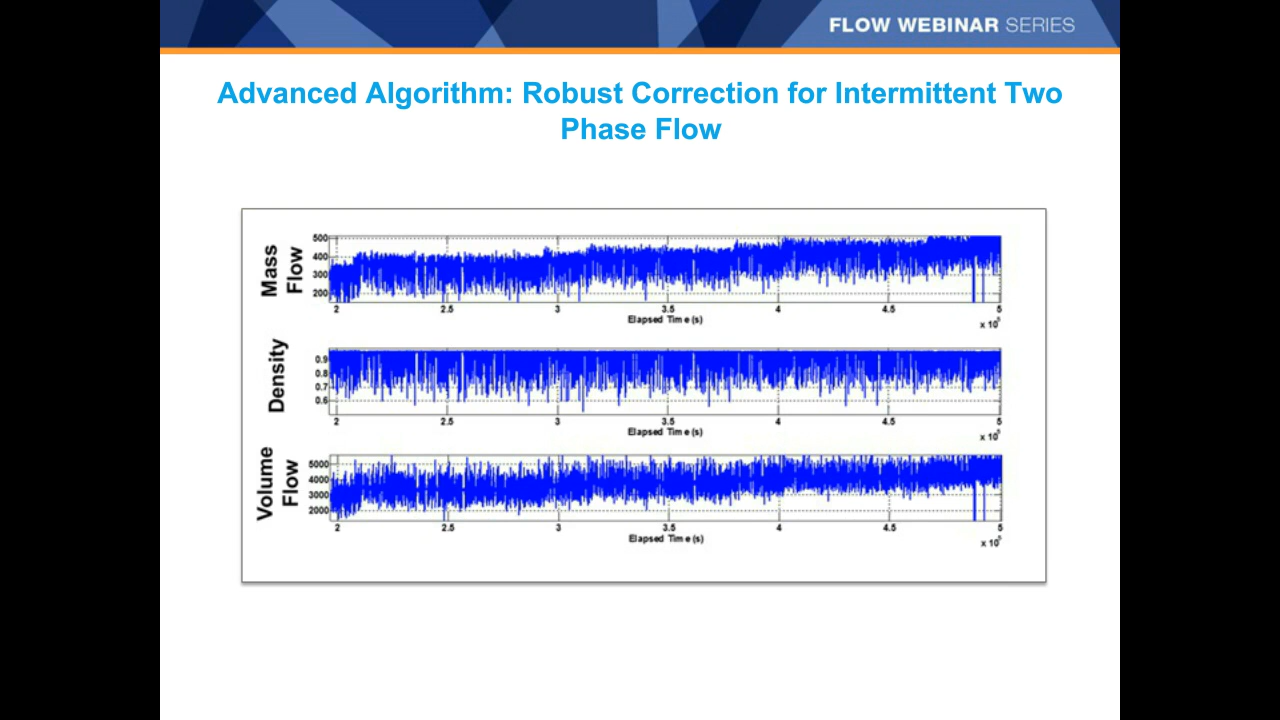 FLOW WEBINAR SERIES
Advanced Algorithm: Robust Correction for Intermittent Two
Phase Flow
Mass
Flow
500
400
300
200
2 2.5 3 3.5 4 4.5 5
Elapsed Time (s)
x 10⁵
Density
0.9
0.8
0.7
0.6
2 2.5 3 3.5 4 4.5 5
Elapsed Time (s)
x 10⁵
Volume
Flow
5000
4000
3000
2000
2 2.5 3 3.5 4 4.5 5
Elapsed Time (s)
x 10⁵